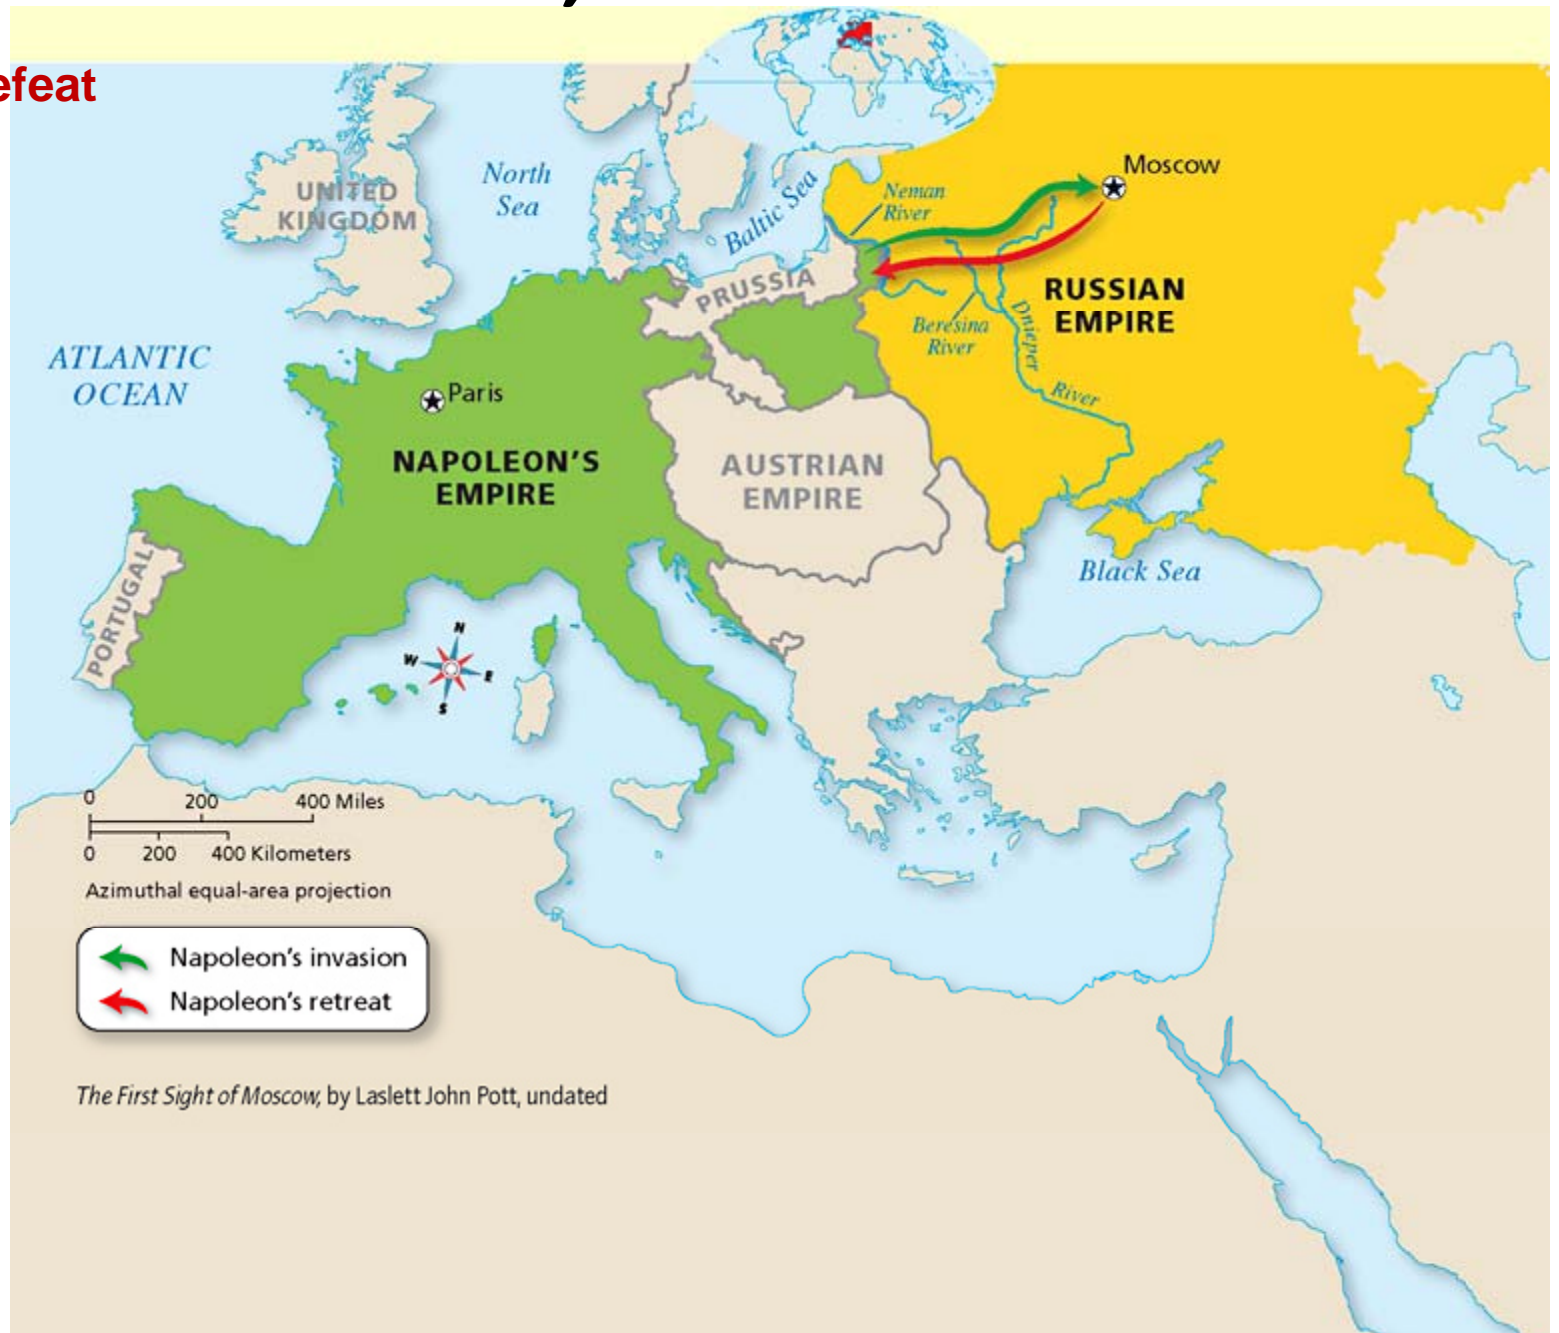 efeat
UNITED
KINGDOM
North
Sea
Baltic Sea
Neman
River
Moscow
PRUSSIA
Beresina
River
Dnieper
River
RUSSIAN
EMPIRE
ATLANTIC
OCEAN
Paris
NAPOLEON'S
EMPIRE
AUSTRIAN
EMPIRE
PORTUGAL
Black Sea
N
W
E
S
0 200 400 Miles
0 200 400 Kilometers
Azimuthal equal-area projection
Napoleon's invasion
Napoleon's retreat
The First Sight of Moscow, by Laslett John Pott, undated